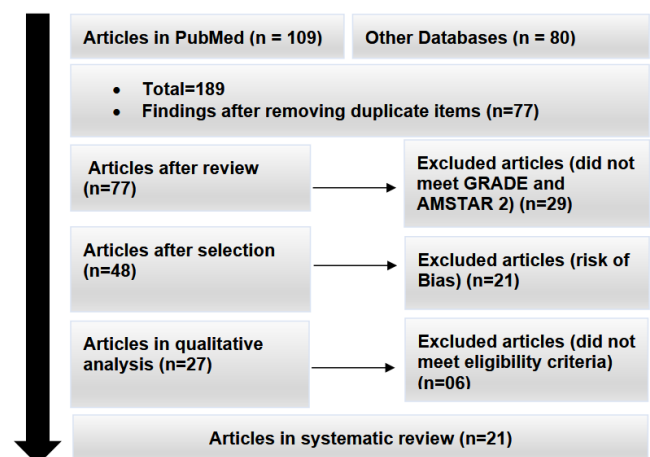 Articles in PubMed (n = 109)
Other Databases (n = 80)
• Total=189
• Findings after removing duplicate items (n=77)
Articles after review
(n=77)
Excluded articles (did not
meet GRADE and
AMSTAR 2) (n=29)
Articles after selection
(n=48)
Excluded articles (risk of
Bias) (n=21)
Articles in qualitative
analysis (n=27)
Excluded articles (did not
meet eligibility criteria)
(n=06)
Articles in systematic review (n=21)